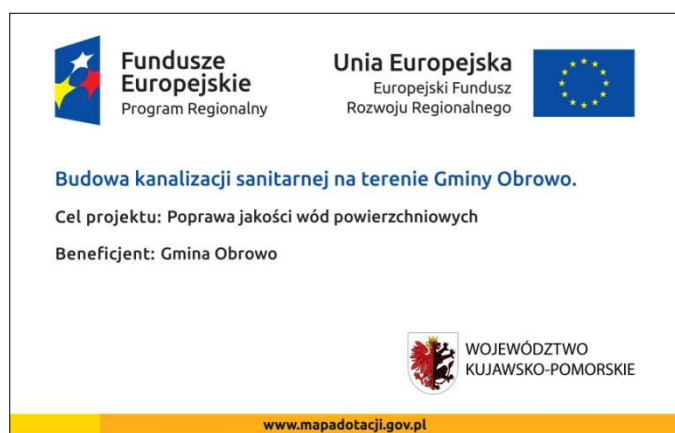 Fundusze
Europejskie
Program Regionalny
Unia Europejska
Europejski Fundusz
Rozwoju Regionalnego
Budowa kanalizacji sanitarnej na terenie Gminy Obrowo.
Cel projektu: Poprawa jakości wód powierzchniowych
Beneficjent: Gmina Obrowo
WOJEWÓDZTWO
KUJAWSKO-POMORSKIE
www.mapadotacji.gov.pl